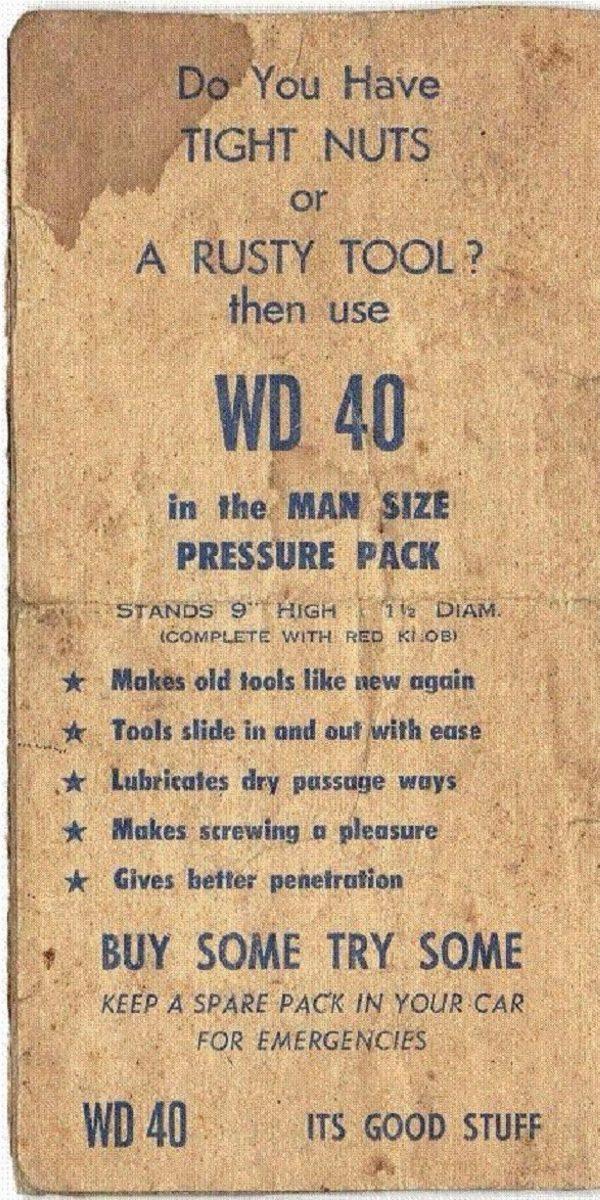 Do You Have
TIGHT NUTS
or
A RUSTY TOOL?
then use
WD 40
in the MAN SIZE
PRESSURE PACK
STANDS 9" HIGH 1½ DIAM.
(COMPLETE WITH RED KNOB)
★ Makes old tools like new again
★ Tools slide in and out with ease
★ Lubricates dry passage ways
★ Makes screwing a pleasure
★ Gives better penetration
BUY SOME TRY SOME
KEEP A SPARE PACK IN YOUR CAR
FOR EMERGENCIES
WD 40 ITS GOOD STUFF